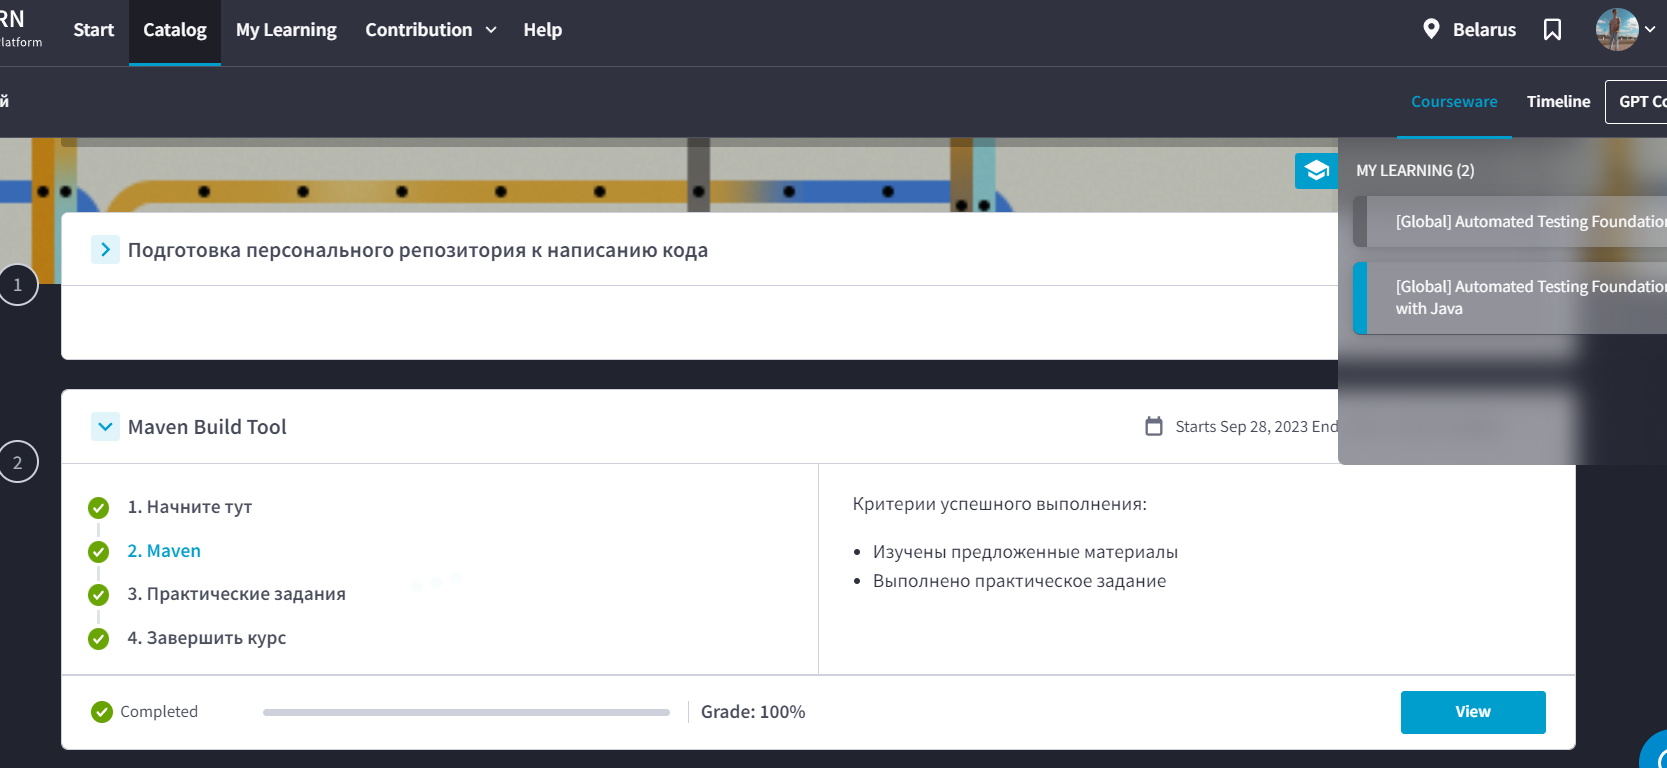 RN
Platform
Start
Catalog
My Learning
Contribution
Help
Belarus
й
Courseware
Timeline
GPT Co
MY LEARNING (2)
[Global] Automated Testing Foundation
[Global] Automated Testing Foundation
with Java
1
Подготовка персонального репозитория к написанию кода
2
Maven Build Tool
Starts Sep 28, 2023 End
1. Начните тут
2. Maven
3. Практические задания
4. Завершить курс
Критерии успешного выполнения:
• Изучены предложенные материалы
• Выполнено практическое задание
Completed
Grade: 100%
View